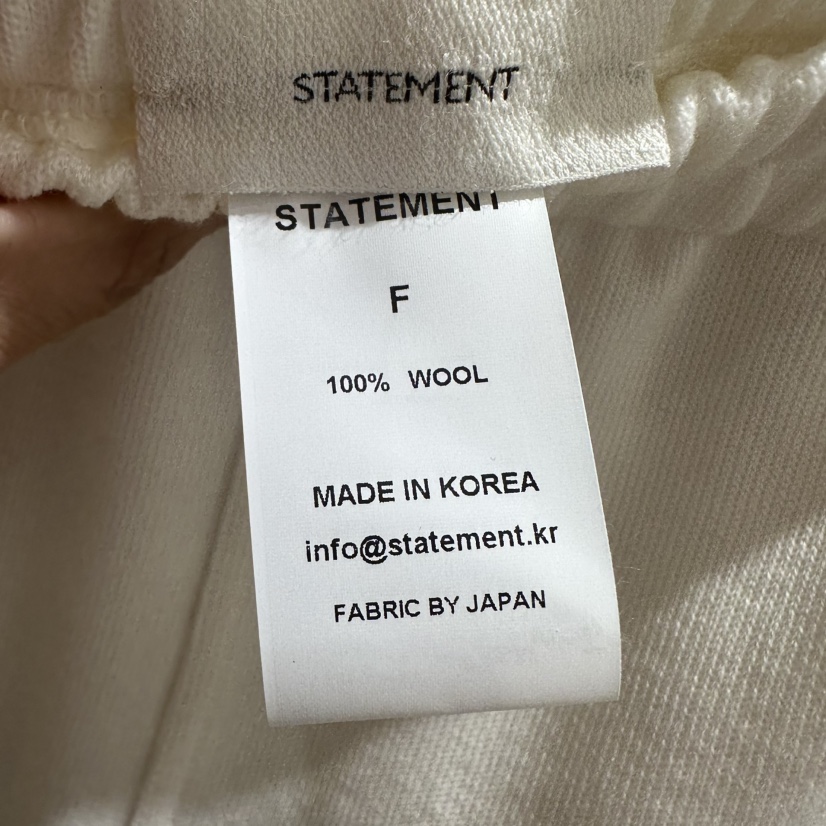 STATEMENT
STATEMENT
F
100% WOOL
MADE IN KOREA
info@statement.kr
FABRIC BY JAPAN